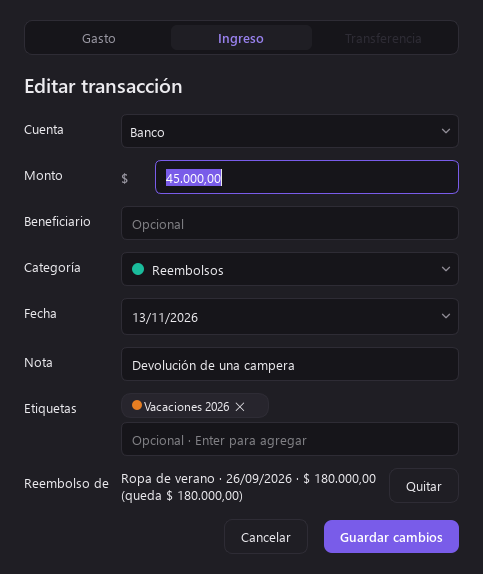 Gasto Ingreso Transferencia
Editar transacción
Cuenta Banco
Monto $ 45.000,00
Beneficiario Opcional
Categoría Reembolsos
Fecha 13/11/2026
Nota Devolución de una campera
Etiquetas Vacaciones 2026 ×
Opcional · Enter para agregar
Reembolso de Ropa de verano · 26/09/2026 · $ 180.000,00
(queda $ 180.000,00) Quitar
Cancelar Guardar cambios